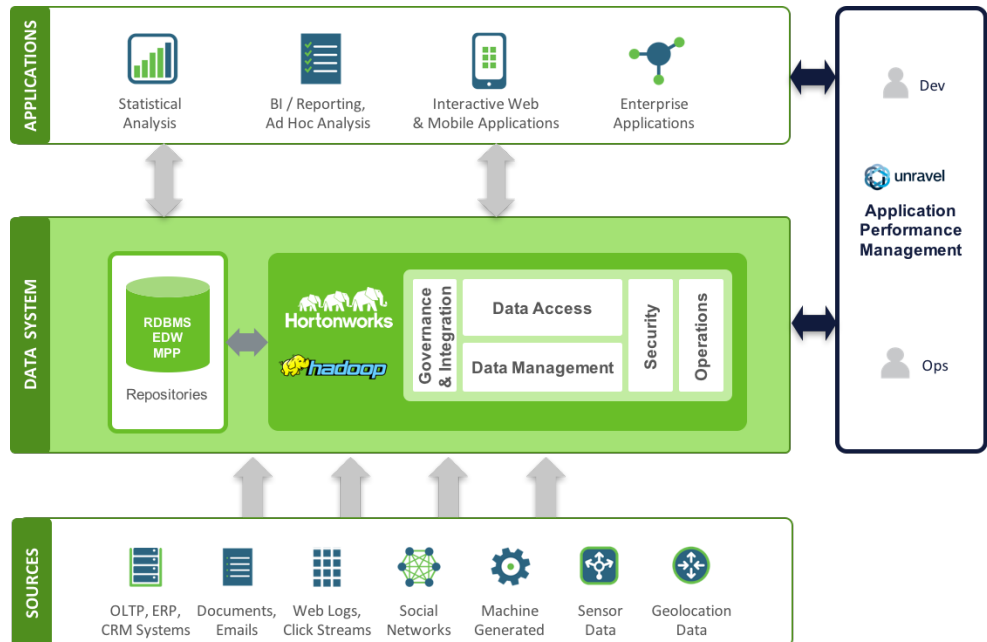 APPLICATIONS
Statistical
Analysis
BI / Reporting,
Ad Hoc Analysis
Interactive Web
& Mobile Applications
Enterprise
Applications
Dev
unravel
Application
Performance
Management
Ops
DATA SYSTEM
RDBMS
EDW
MPP
Repositories
Hortonworks
hadoop
Governance
& Integration
Data Access
Data Management
Security
Operations
SOURCES
OLTP, ERP,
CRM Systems
Documents,
Emails
Web Logs,
Click Streams
Social
Networks
Machine
Generated
Sensor
Data
Geolocation
Data